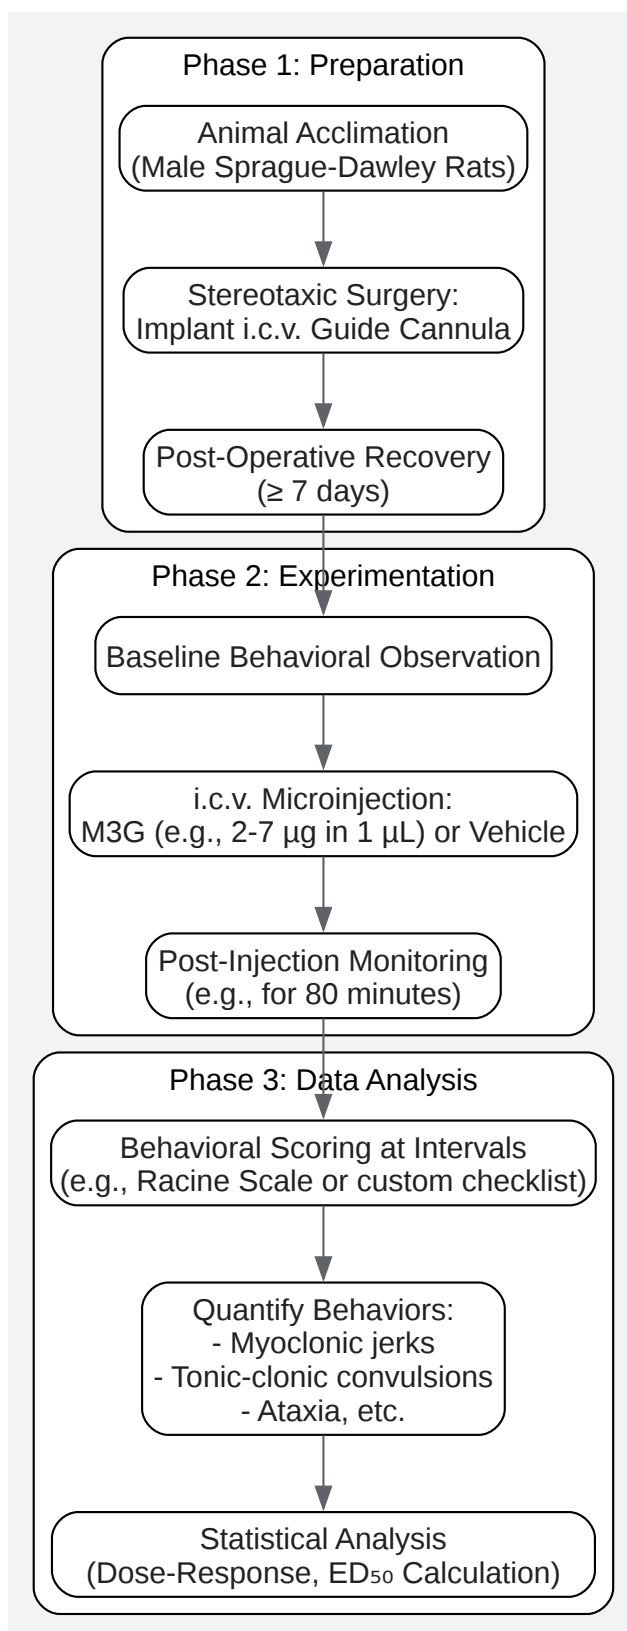 Phase 1: Preparation
Animal Acclimation
(Male Sprague-Dawley Rats)
Stereotaxic Surgery:
Implant i.c.v. Guide Cannula
Post-Operative Recovery
(≥ 7 days)
Phase 2: Experimentation
Baseline Behavioral Observation
i.c.v. Microinjection:
M3G (e.g., 2-7 µg in 1 µL) or Vehicle
Post-Injection Monitoring
(e.g., for 80 minutes)
Phase 3: Data Analysis
Behavioral Scoring at Intervals
(e.g., Racine Scale or custom checklist)
Quantify Behaviors:
- Myoclonic jerks
- Tonic-clonic convulsions
- Ataxia, etc.
Statistical Analysis
(Dose-Response, ED₅₀ Calculation)